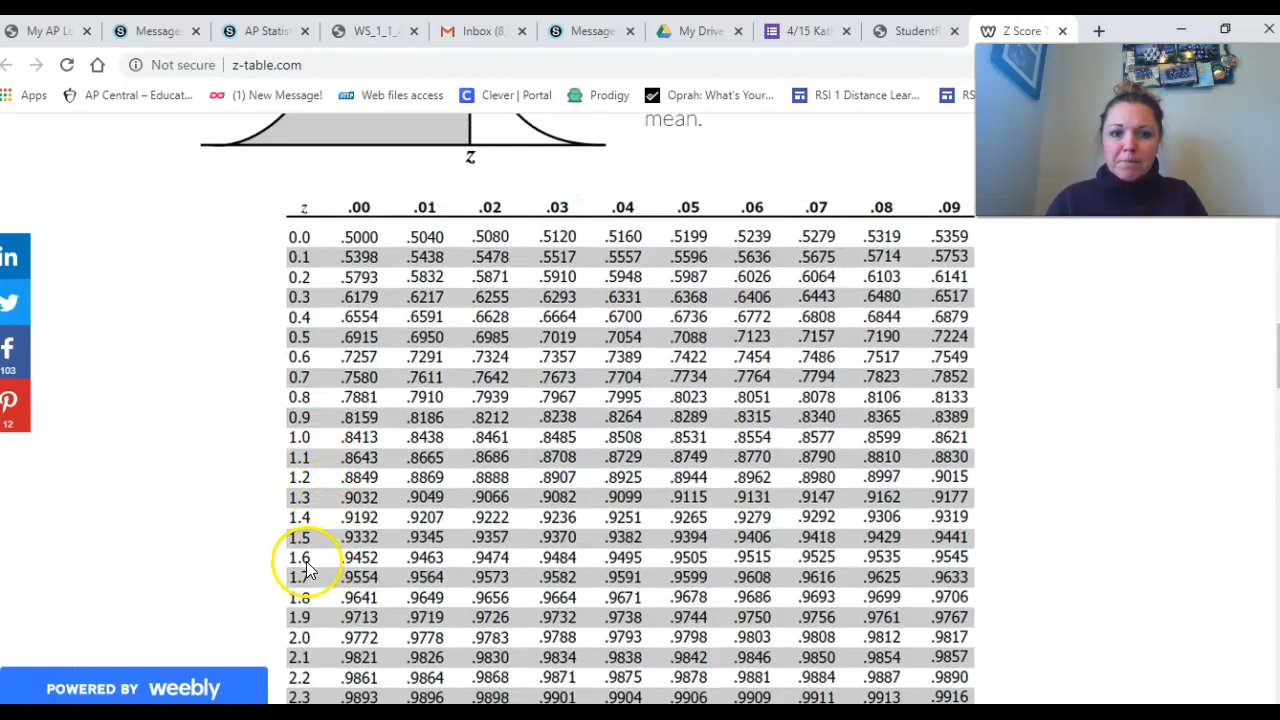 My AP L
Message
AP Statis
WS_1_1_
Inbox (8
Message
My Drive
4/15 Kat
Student
Z Score T
Not secure
z-table.com
Apps
AP Central – Educat...
(1) New Message!
Web files access
Clever | Portal
Prodigy
Oprah: What's Your...
RSI 1 Distance Lear...
RS
mean.
z
z .00 .01 .02 .03 .04 .05 .06 .07 .08 .09
0.0 .5000 .5040 .5080 .5120 .5160 .5199 .5239 .5279 .5319 .5359
0.1 .5398 .5438 .5478 .5517 .5557 .5596 .5636 .5675 .5714 .5753
0.2 .5793 .5832 .5871 .5910 .5948 .5987 .6026 .6064 .6103 .6141
0.3 .6179 .6217 .6255 .6293 .6331 .6368 .6406 .6443 .6480 .6517
0.4 .6554 .6591 .6628 .6664 .6700 .6736 .6772 .6808 .6844 .6879
0.5 .6915 .6950 .6985 .7019 .7054 .7088 .7123 .7157 .7190 .7224
0.6 .7257 .7291 .7324 .7357 .7389 .7422 .7454 .7486 .7517 .7549
0.7 .7580 .7611 .7642 .7673 .7704 .7734 .7764 .7794 .7823 .7852
0.8 .7881 .7910 .7939 .7967 .7995 .8023 .8051 .8078 .8106 .8133
0.9 .8159 .8186 .8212 .8238 .8264 .8289 .8315 .8340 .8365 .8389
1.0 .8413 .8438 .8461 .8485 .8508 .8531 .8554 .8577 .8599 .8621
1.1 .8643 .8665 .8686 .8708 .8729 .8749 .8770 .8790 .8810 .8830
1.2 .8849 .8869 .8888 .8907 .8925 .8944 .8962 .8980 .8997 .9015
1.3 .9032 .9049 .9066 .9082 .9099 .9115 .9131 .9147 .9162 .9177
1.4 .9192 .9207 .9222 .9236 .9251 .9265 .9279 .9292 .9306 .9319
1.5 .9332 .9345 .9357 .9370 .9382 .9394 .9406 .9418 .9429 .9441
1.6 .9452 .9463 .9474 .9484 .9495 .9505 .9515 .9525 .9535 .9545
1.7 .9554 .9564 .9573 .9582 .9591 .9599 .9608 .9616 .9625 .9633
1.8 .9641 .9649 .9656 .9664 .9671 .9678 .9686 .9693 .9699 .9706
1.9 .9713 .9719 .9726 .9732 .9738 .9744 .9750 .9756 .9761 .9767
2.0 .9772 .9778 .9783 .9788 .9793 .9798 .9803 .9808 .9812 .9817
2.1 .9821 .9826 .9830 .9834 .9838 .9842 .9846 .9850 .9854 .9857
2.2 .9861 .9864 .9868 .9871 .9875 .9878 .9881 .9884 .9887 .9890
2.3 .9893 .9896 .9898 .9901 .9904 .9906 .9909 .9911 .9913 .9916
103
12
POWERED BY weebly